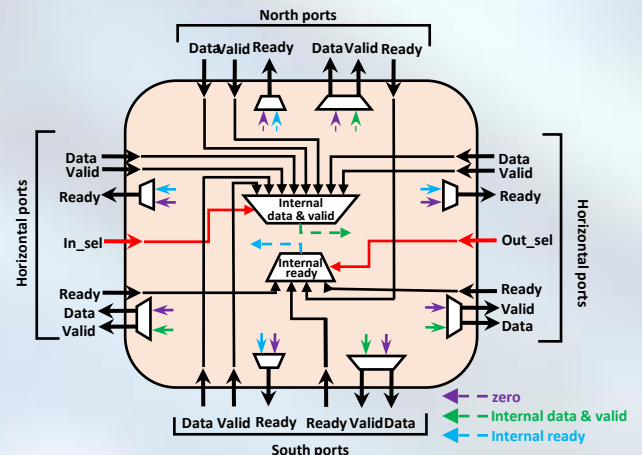 North ports
Data Valid Ready Data Valid Ready
Horizontal ports
Data
Valid
Ready
In_sel
Ready
Data
Valid
Internal
data & valid
Internal
ready
Data
Valid
Ready
Out_sel
Ready
Valid
Data
Horizontal ports
Data Valid Ready Ready Valid Data
South ports
zero
Internal data & valid
Internal ready